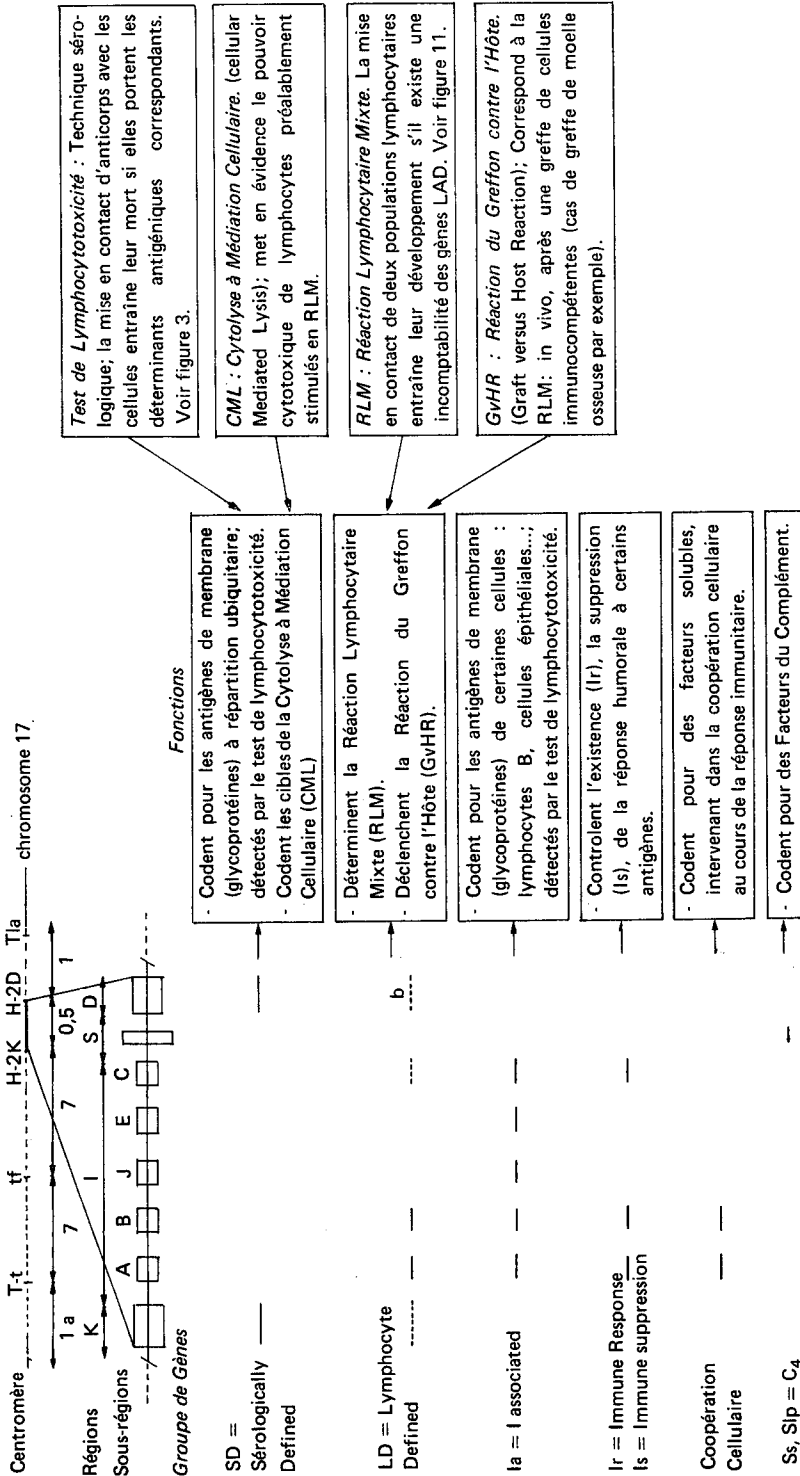 Centromère
T-t
tf
H-2K
H-2D
Tla
chromosome 17
1 a
7
7
0,5
1
Régions
K
I
S
D
Sous-régions
A
B
J
E
C
Groupe de Gènes
Fonctions
SD =
Sérologically
Defined
- Codent pour les antigènes de membrane
(glycoprotéines) à répartition ubiquitaire;
détectés par le test de lymphocytotoxicité.
- Codent les cibles de la Cytolyse à Médiation
Cellulaire (CML)
LD = Lymphocyte
Defined
b
- Déterminent la Réaction Lymphocytaire
Mixte (RLM).
- Déclenchent la Réaction du Greffon
contre l'Hôte (GvHR).
Ia = I associated
- Codent pour les antigènes de membrane
(glycoprotéines) de certaines cellules :
lymphocytes B, cellules épithéliales...;
détectés par le test de lymphocytotoxicité.
Ir = Immune Response
Is = Immune suppression
- Controlent l'existence (Ir), la suppression
(Is), de la réponse humorale à certains
antigènes.
Coopération
Cellulaire
- Codent pour des facteurs solubles,
intervenant dans la coopération cellulaire
au cours de la réponse immunitaire.
Ss, Slp = C4
- Codent pour des Facteurs du Complément.
Test de Lymphocytotoxicité : Technique séro-
logique; la mise en contact d'anticorps avec les
cellules entraîne leur mort si elles portent les
déterminants antigéniques correspondants.
Voir figure 3.
CML : Cytolyse à Médiation Cellulaire. (cellular
Mediated Lysis); met en évidence le pouvoir
cytotoxique de lymphocytes préalablement
stimulés en RLM.
RLM : Réaction Lymphocytaire Mixte. La mise
en contact de deux populations lymphocytaires
entraîne leur développement s'il existe une
incomptabilité des gènes LAD. Voir figure 11.
GvHR : Réaction du Greffon contre l'Hôte.
(Graft versus Host Reaction); Correspond à la
RLM: in vivo, après une greffe de cellules
immunocompétentes (cas de greffe de moelle
osseuse par exemple).